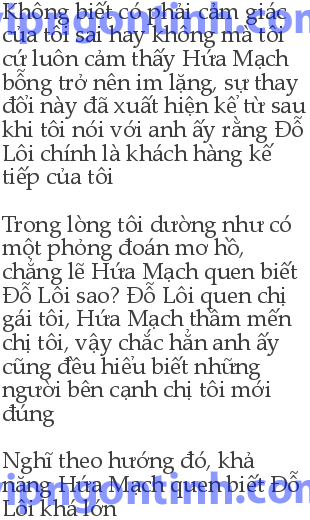 Không biết có phải cảm giác
của tôi sai hay không mà tôi
cứ luôn cảm thấy Hứa Mạch
bỗng trở nên im lặng, sự thay
đổi này đã xuất hiện kể từ sau
khi tôi nói với anh ấy rằng Đỗ
Lôi chính là khách hàng kế
tiếp của tôi
Trong lòng tôi dường như có
một phỏng đoán mơ hồ,
chẳng lẽ Hứa Mạch quen biết
Đỗ Lôi sao? Đỗ Lôi quen chị
gái tôi, Hứa Mạch thầm mến
chị tôi, vậy chắc hẳn anh ấy
cũng đều hiểu biết những
người bên cạnh chị tôi mới
đúng
Nghĩ theo hướng đó, khả
năng Hứa Mạch quen biết Đỗ
Lôi khá lớn